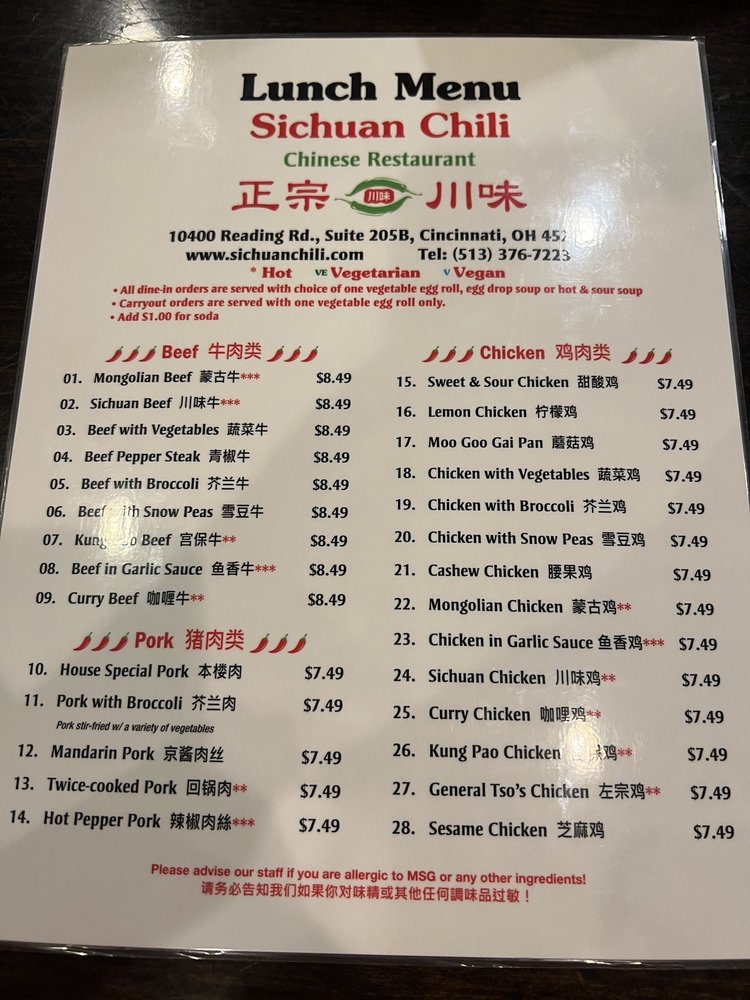 Lunch Menu
Sichuan Chili
Chinese Restaurant
正宗 川味 川味
10400 Reading Rd., Suite 205B, Cincinnati, OH
www.sichuanchili.com Tel: (513) 376-7223
* Hot VE Vegetarian V Vegan
• All dine-in orders are served with choice of one vegetable egg roll, egg drop soup or hot & sour soup
• Carryout orders are served with one vegetable egg roll only.
• Add $1.00 for soda
Beef 牛肉类
01. Mongolian Beef 蒙古牛*** $8.49
02. Sichuan Beef 川味牛*** $8.49
03. Beef with Vegetables 蔬菜牛 $8.49
04. Beef Pepper Steak 青椒牛 $8.49
05. Beef with Broccoli 芥兰牛 $8.49
06. Beef with Snow Peas 雪豆牛 $8.49
07. Kung Pao Beef 宫保牛** $8.49
08. Beef in Garlic Sauce 鱼香牛*** $8.49
09. Curry Beef 咖喱牛** $8.49
Pork 猪肉类
10. House Special Pork 本楼肉 $7.49
11. Pork with Broccoli 芥兰肉 $7.49
Pork stir-fried w/ a variety of vegetables
12. Mandarin Pork 京酱肉丝 $7.49
13. Twice-cooked Pork 回锅肉** $7.49
14. Hot Pepper Pork 辣椒肉絲*** $7.49
Chicken 鸡肉类
15. Sweet & Sour Chicken 甜酸鸡 $7.49
16. Lemon Chicken 柠檬鸡 $7.49
17. Moo Goo Gai Pan 蘑菇鸡 $7.49
18. Chicken with Vegetables 蔬菜鸡 $7.49
19. Chicken with Broccoli 芥兰鸡 $7.49
20. Chicken with Snow Peas 雪豆鸡 $7.49
21. Cashew Chicken 腰果鸡 $7.49
22. Mongolian Chicken 蒙古鸡** $7.49
23. Chicken in Garlic Sauce 鱼香鸡*** $7.49
24. Sichuan Chicken 川味鸡** $7.49
25. Curry Chicken 咖哩鸡** $7.49
26. Kung Pao Chicken 宫保鸡** $7.49
27. General Tso's Chicken 左宗鸡** $7.49
28. Sesame Chicken 芝麻鸡 $7.49
Please advise our staff if you are allergic to MSG or any other ingredients!
请务必告知我们如果你对味精或其他任何調味品过敏！